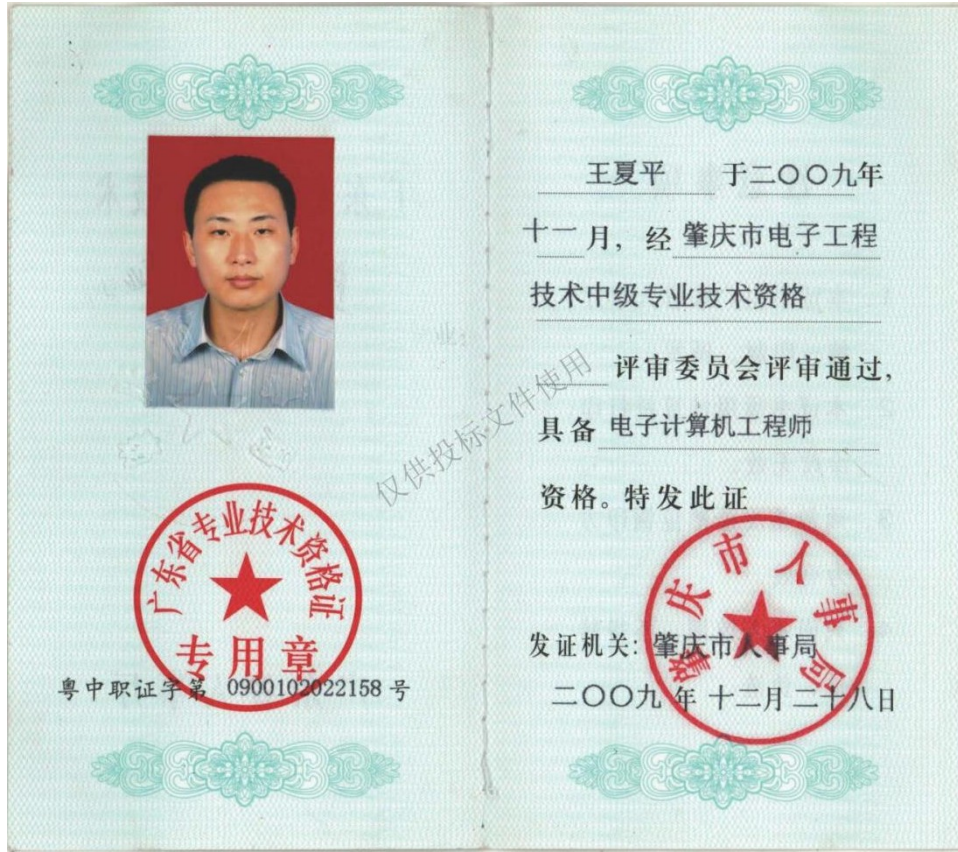 广东省专业技术资格证
专用章
粤中职证字第 0900102022158 号
王夏平 于二〇〇九年
十一月，经 肇庆市电子工程
技术中级专业技术资格
评审委员会评审通过，
具备 电子计算机工程师
资格。特发此证
肇庆市人事局
发证机关：肇庆市人事局
二〇〇九 年 十二月 二十八日
仅供投标文件使用